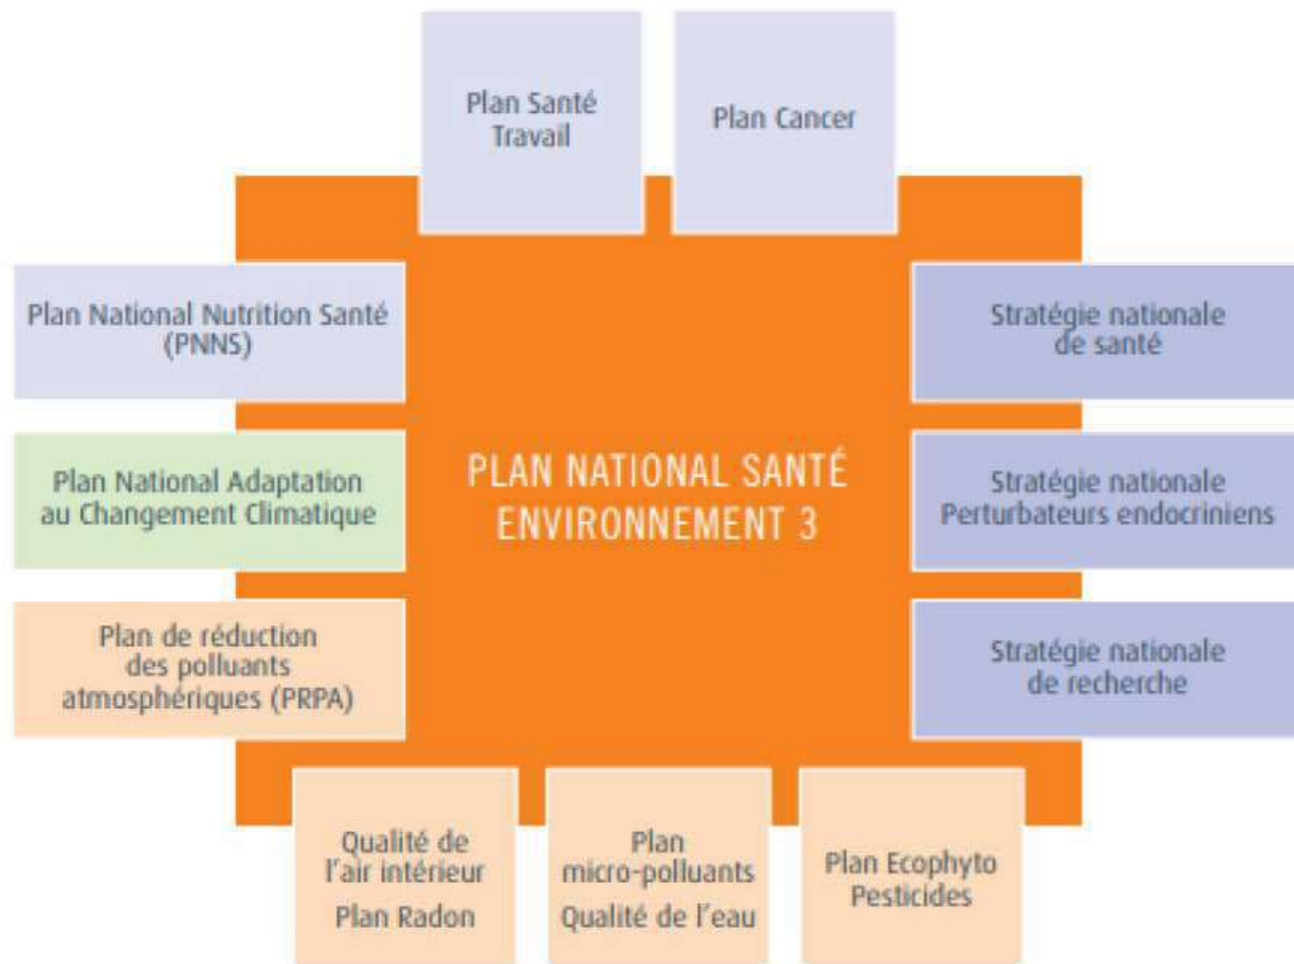 Plan Santé
Travail
Plan Cancer
Plan National Nutrition Santé
(PNNS)
Stratégie nationale
de santé
Plan National Adaptation
au Changement Climatique
PLAN NATIONAL SANTÉ
ENVIRONNEMENT 3
Stratégie nationale
Perturbateurs endocriniens
Plan de réduction
des polluants
atmosphériques (PRPA)
Stratégie nationale
de recherche
Qualité de
l'air intérieur
Plan Radon
Plan
micro-polluants
Qualité de l'eau
Plan Ecophyto
Pesticides